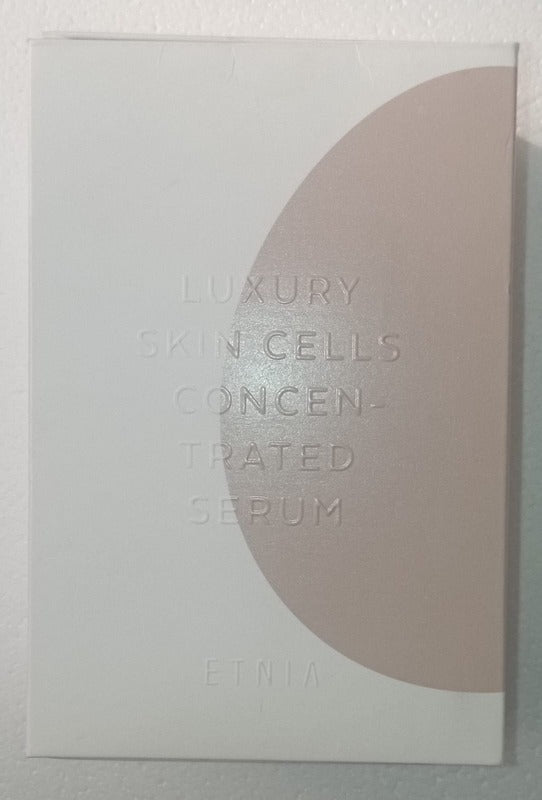 LUXURY
SKIN CELLS
CONCEN-
TRATED
SERUM
ETNIA